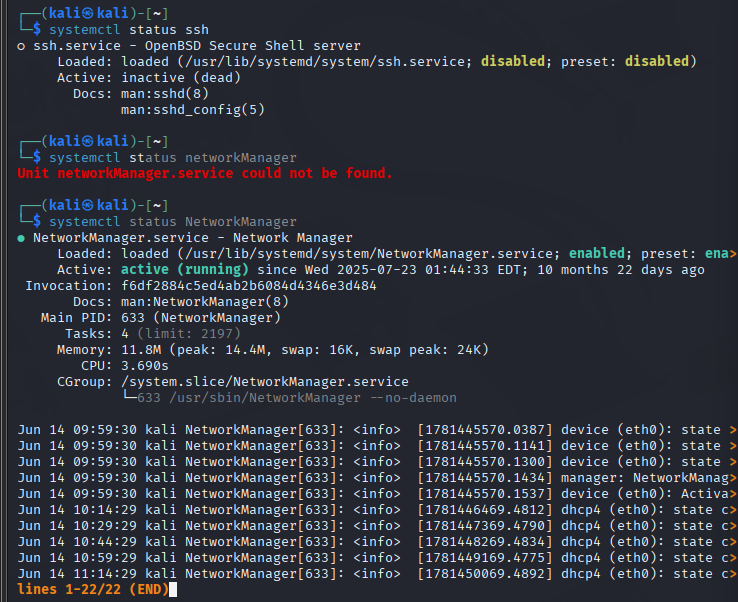 ┌──(kali㉿kali)-[~]
└─$ systemctl status ssh
○ ssh.service - OpenBSD Secure Shell server
     Loaded: loaded (/usr/lib/systemd/system/ssh.service; disabled; preset: disabled)
     Active: inactive (dead)
       Docs: man:sshd(8)
             man:sshd_config(5)

┌──(kali㉿kali)-[~]
└─$ systemctl status networkManager
Unit networkManager.service could not be found.

┌──(kali㉿kali)-[~]
└─$ systemctl status NetworkManager
● NetworkManager.service - Network Manager
     Loaded: loaded (/usr/lib/systemd/system/NetworkManager.service; enabled; preset: ena>
     Active: active (running) since Wed 2025-07-23 01:44:33 EDT; 10 months 22 days ago
 Invocation: f6df2884c5ed4ab2b6084d4346e3d484
       Docs: man:NetworkManager(8)
   Main PID: 633 (NetworkManager)
      Tasks: 4 (limit: 2197)
     Memory: 11.8M (peak: 14.4M, swap: 16K, swap peak: 24K)
        CPU: 3.690s
     CGroup: /system.slice/NetworkManager.service
             └─633 /usr/sbin/NetworkManager --no-daemon

Jun 14 09:59:30 kali NetworkManager[633]: <info>  [1781445570.0387] device (eth0): state >
Jun 14 09:59:30 kali NetworkManager[633]: <info>  [1781445570.1141] device (eth0): state >
Jun 14 09:59:30 kali NetworkManager[633]: <info>  [1781445570.1300] device (eth0): state >
Jun 14 09:59:30 kali NetworkManager[633]: <info>  [1781445570.1434] manager: NetworkManag>
Jun 14 09:59:30 kali NetworkManager[633]: <info>  [1781445570.1537] device (eth0): Activa>
Jun 14 10:14:29 kali NetworkManager[633]: <info>  [1781446469.4812] dhcp4 (eth0): state c>
Jun 14 10:29:29 kali NetworkManager[633]: <info>  [1781447369.4790] dhcp4 (eth0): state c>
Jun 14 10:44:29 kali NetworkManager[633]: <info>  [1781448269.4834] dhcp4 (eth0): state c>
Jun 14 10:59:29 kali NetworkManager[633]: <info>  [1781449169.4775] dhcp4 (eth0): state c>
Jun 14 11:14:29 kali NetworkManager[633]: <info>  [1781450069.4892] dhcp4 (eth0): state c>
lines 1-22/22 (END)